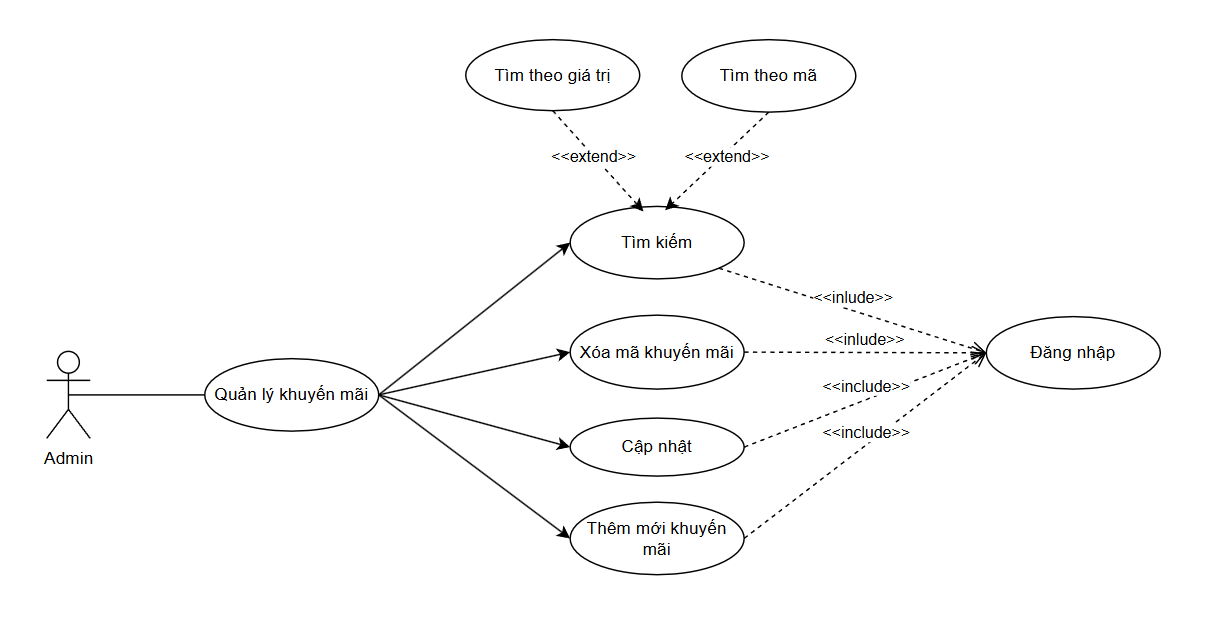 Tìm theo giá trị
Tìm theo mã
<<extend>>
<<extend>>
Tìm kiếm
<<inlude>>
Xóa mã khuyến mãi
<<inlude>>
Đăng nhập
Quản lý khuyến mãi
<<include>>
Cập nhật
<<include>>
Admin
Thêm mới khuyến
mãi